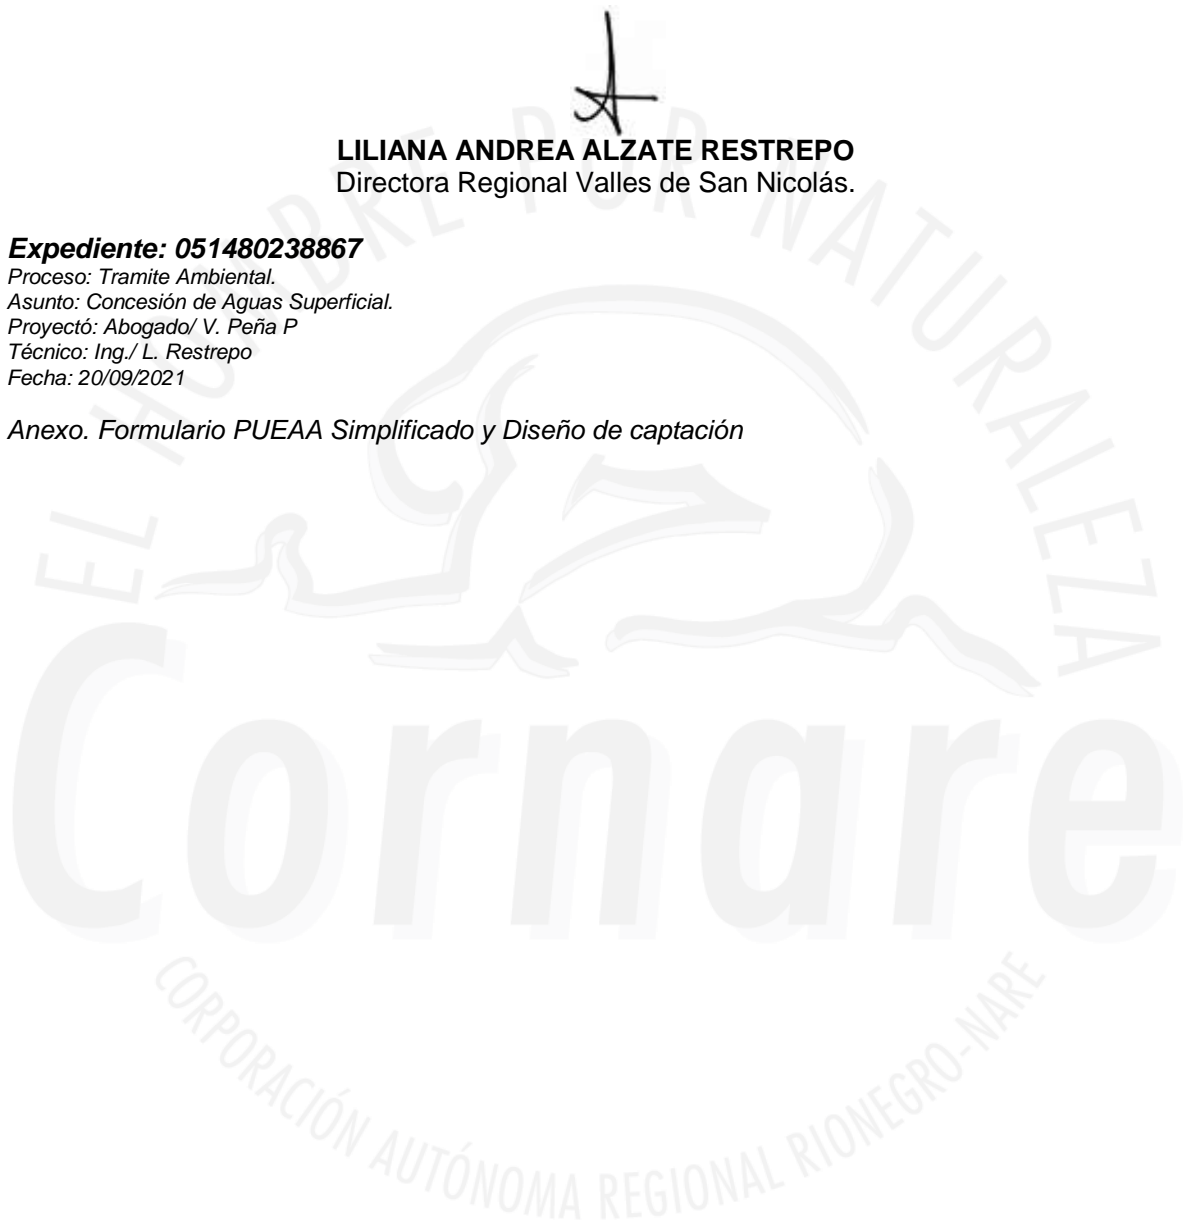 LILIANA ANDREA ALZATE RESTREPO
Directora Regional Valles de San Nicolás.
Expediente: 051480238867
Proceso: Tramite Ambiental.
Asunto: Concesión de Aguas Superficial.
Proyectó: Abogado/ V. Peña P
Técnico: Ing./ L. Restrepo
Fecha: 20/09/2021
Anexo. Formulario PUEAA Simplificado y Diseño de captación
EL HOMBRE POR NATURALEZA
Cornare
CORPORACIÓN AUTÓNOMA REGIONAL RIONEGRO-NARE